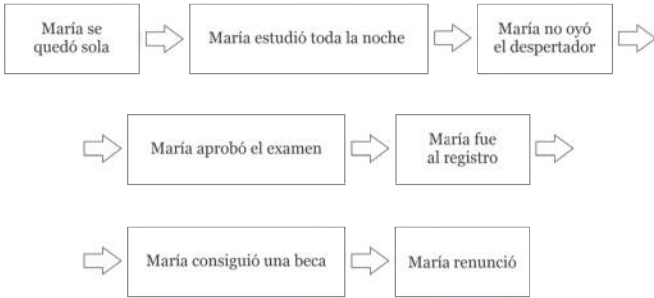 María se
quedó sola
María estudió toda la noche
María no oyó
el despertador
María aprobó el examen
María fue
al registro
María consiguió una beca
María renunció